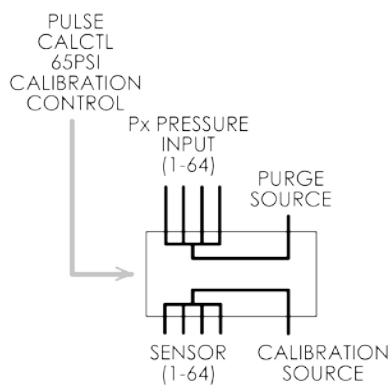 PULSE
CALCTL
65PSI
CALIBRATION
CONTROL
Px PRESSURE
INPUT
(1-64)
PURGE
SOURCE
SENSOR
(1-64)
CALIBRATION
SOURCE